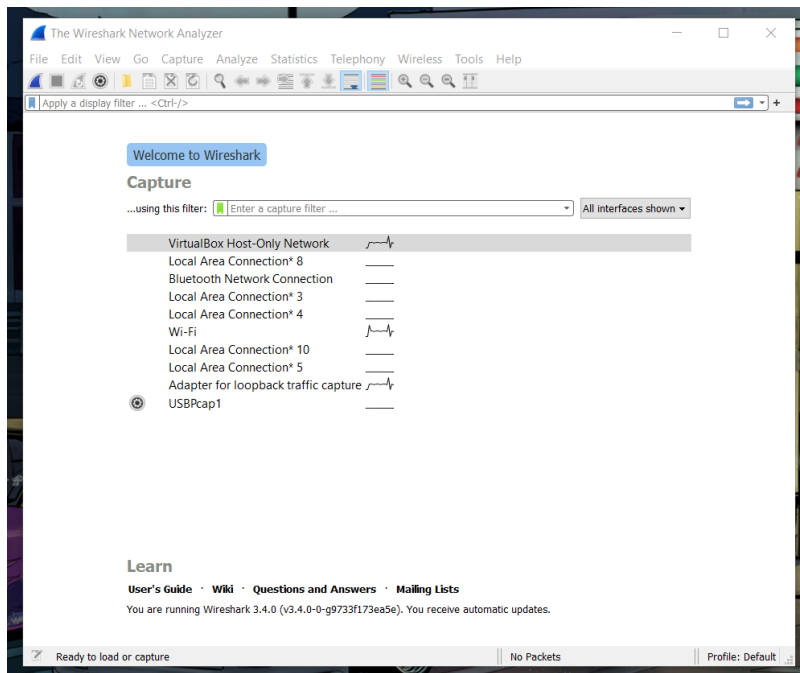 The Wireshark Network Analyzer
File Edit View Go Capture Analyze Statistics Telephony Wireless Tools Help
Apply a display filter ... <Ctrl-/>
+
Welcome to Wireshark
Capture
...using this filter: Enter a capture filter ... All interfaces shown
VirtualBox Host-Only Network
Local Area Connection* 8
Bluetooth Network Connection
Local Area Connection* 3
Local Area Connection* 4
Wi-Fi
Local Area Connection* 10
Local Area Connection* 5
Adapter for loopback traffic capture
USBPcap1
Learn
User's Guide · Wiki · Questions and Answers · Mailing Lists
You are running Wireshark 3.4.0 (v3.4.0-0-g9733f173ea5e). You receive automatic updates.
Ready to load or capture No Packets Profile: Default